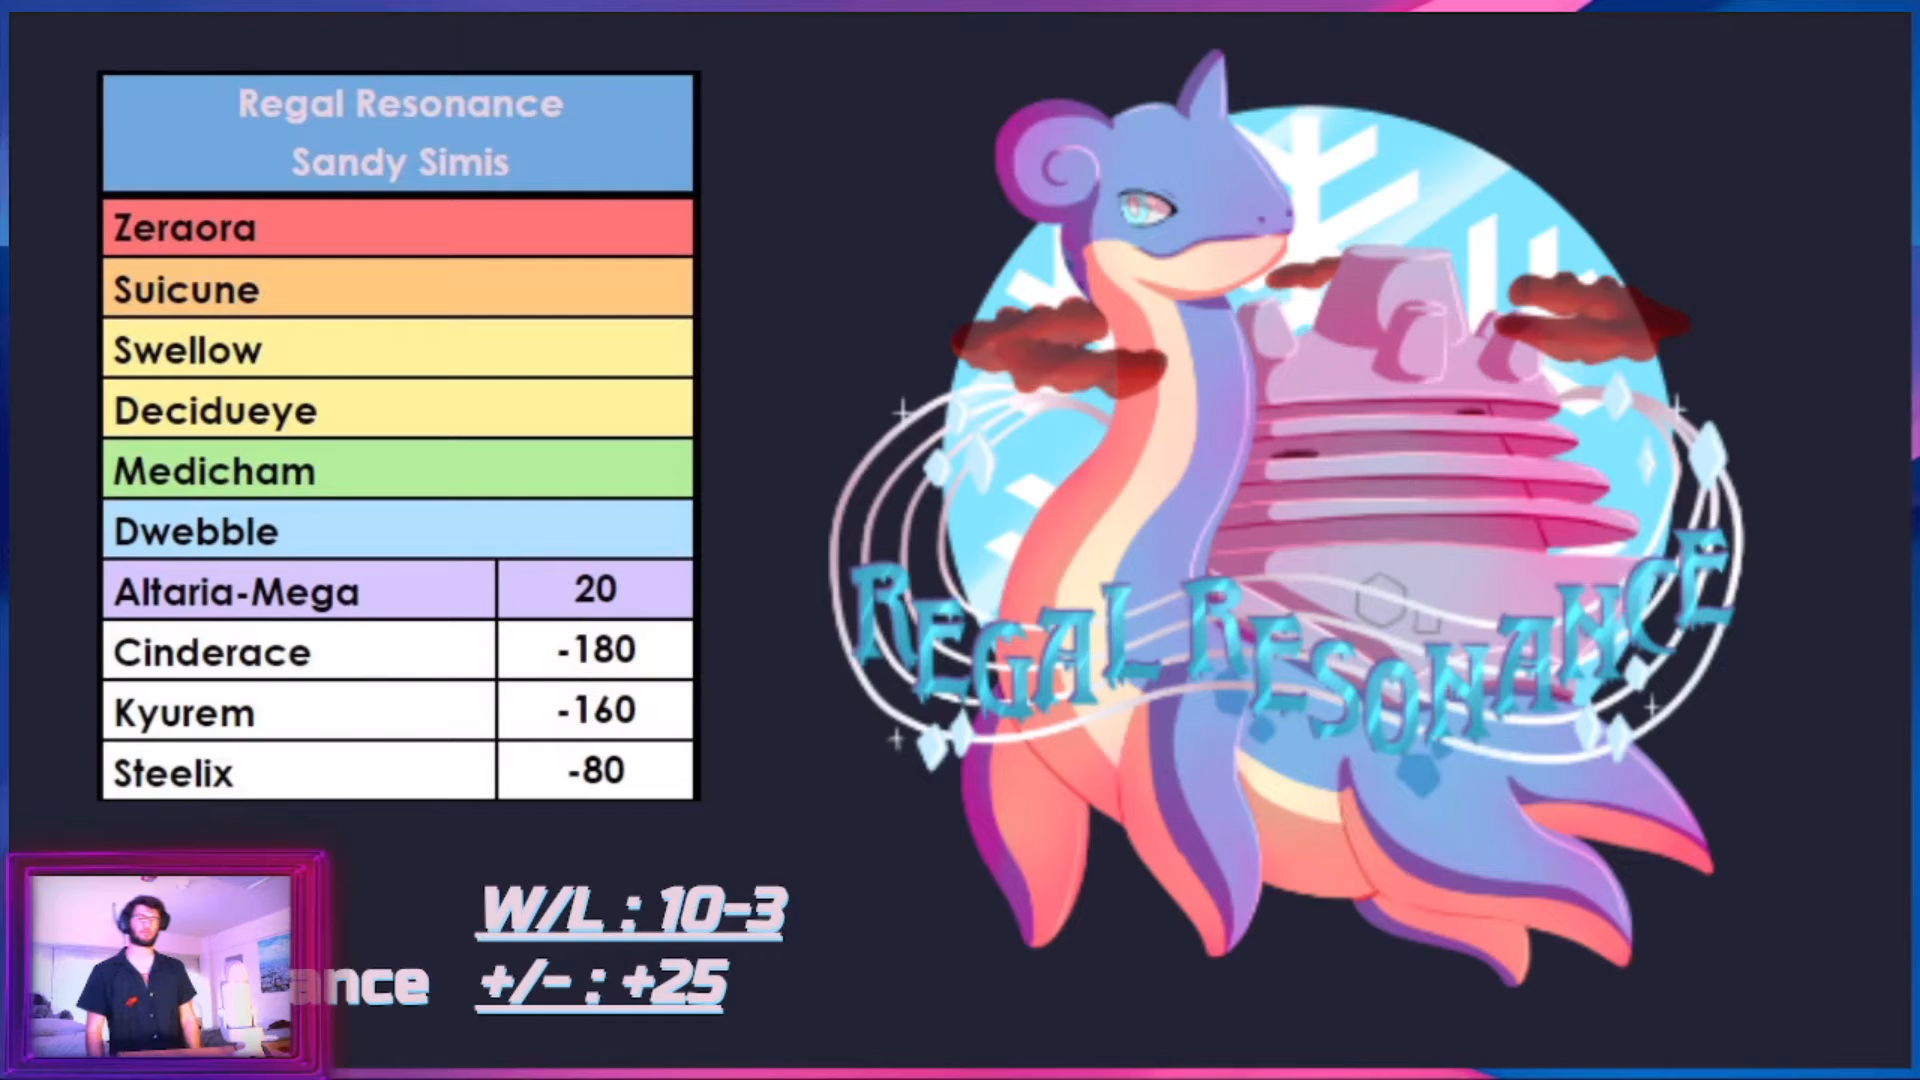 Regal Resonance
Sandy Simis
Zeraora
Suicune
Swellow
Decidueye
Medicham
Dwebble
Altaria-Mega 20
Cinderace -180
Kyurem -160
Steelix -80
REGAL RESONANCE
W/L : 10-3
ance +/- : +25